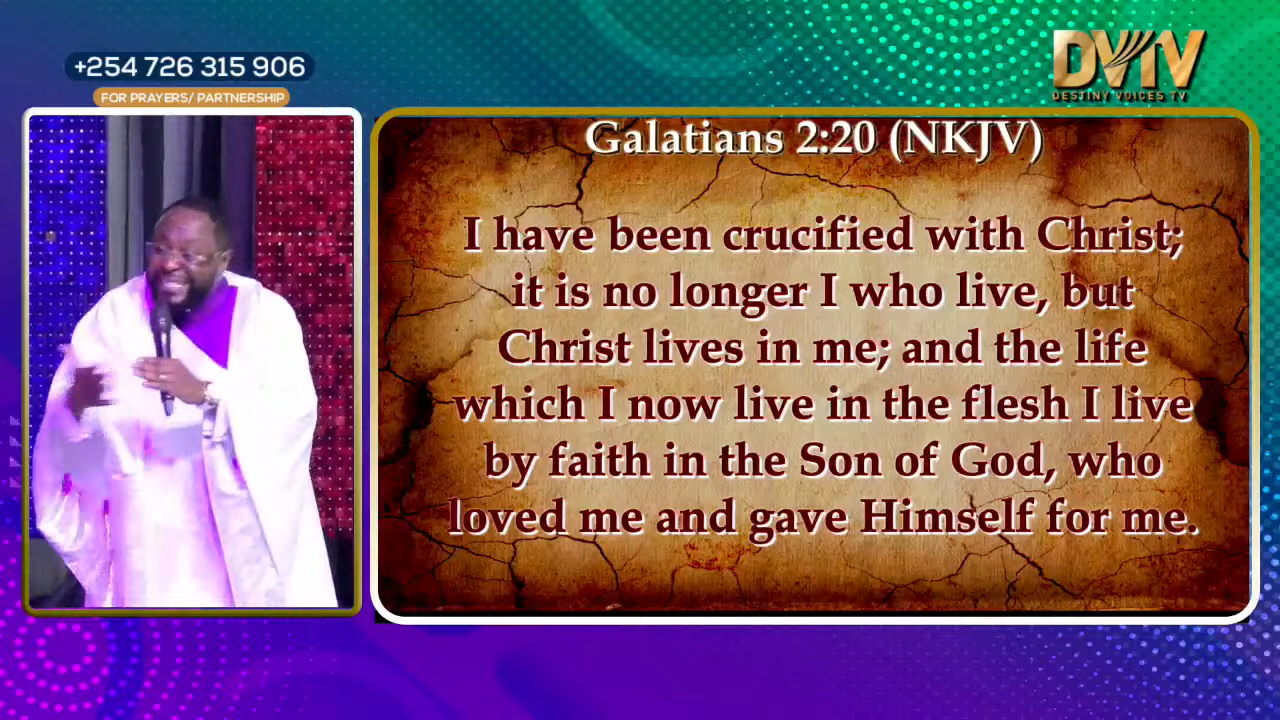 +254 726 315 906
FOR PRAYERS/ PARTNERSHIP
DVTV
DESTINY VOICES TV
Galatians 2:20 (NKJV)
I have been crucified with Christ;
it is no longer I who live, but
Christ lives in me; and the life
which I now live in the flesh I live
by faith in the Son of God, who
loved me and gave Himself for me.